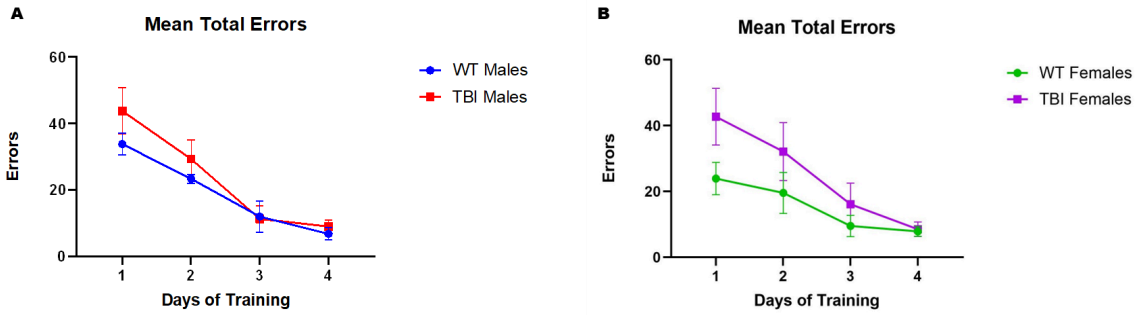 A
Mean Total Errors
60
40
20
0
Errors
1 2 3 4
Days of Training
WT Males
TBI Males
B
Mean Total Errors
60
40
20
0
Errors
1 2 3 4
Days of Training
WT Females
TBI Females